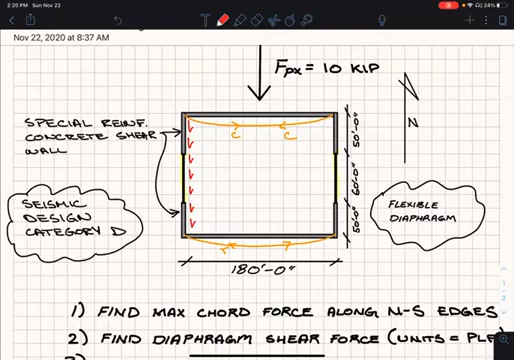 2:20 PM Sun Nov 22
24%
Nov 22, 2020 at 8:37 AM
Fpx = 10 KIP
N
SPECIAL REINF.
CONCRETE SHEAR
WALL
C C
50'-0"
60'-0"
50'-0"
SEISMIC
DESIGN
CATEGORY D
FLEXIBLE
DIAPHRAGM
T
180'-0"
1) FIND MAX CHORD FORCE ALONG N-S EDGES
2) FIND DIAPHRAGM SHEAR FORCE (UNITS = PLF